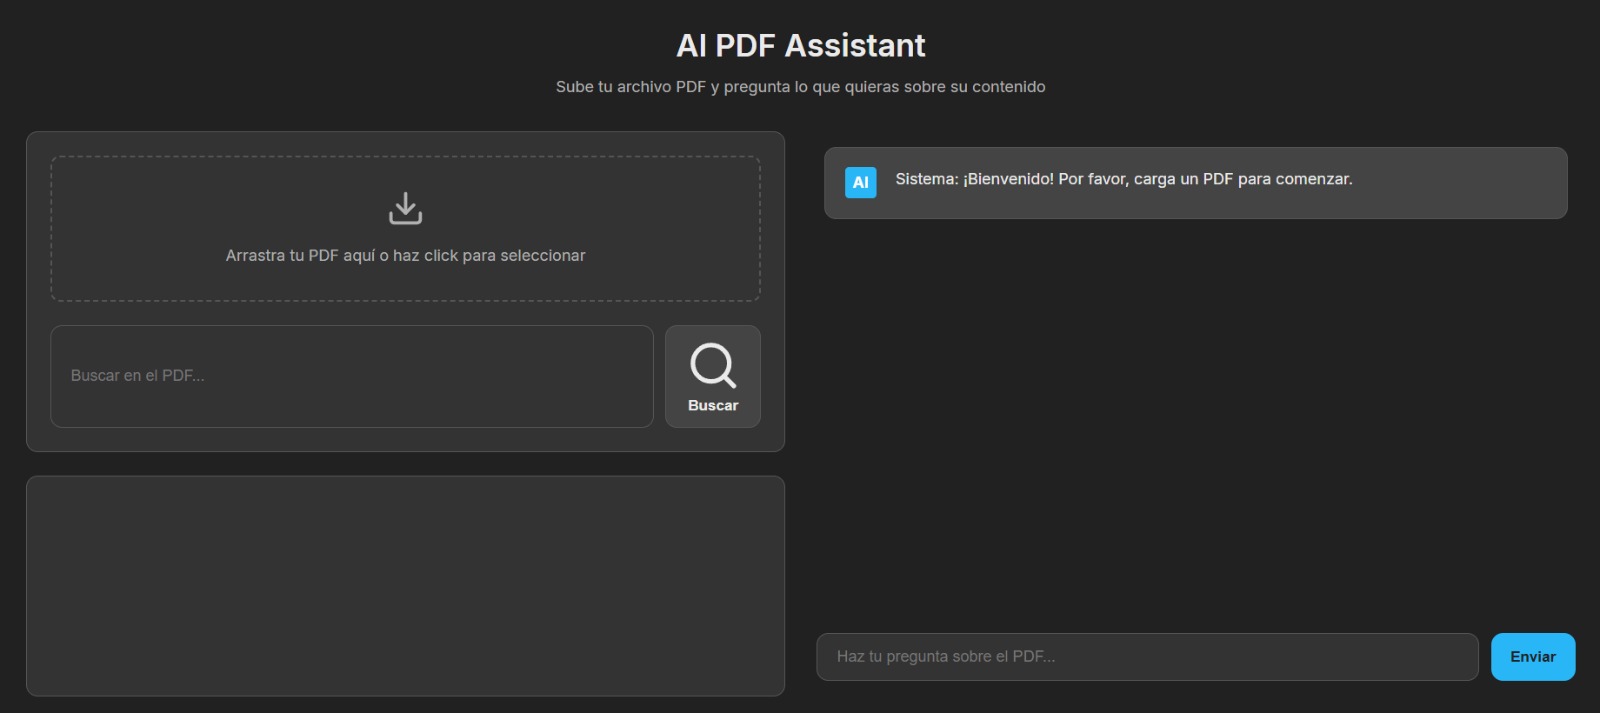 AI PDF Assistant
Sube tu archivo PDF y pregunta lo que quieras sobre su contenido
Arrastra tu PDF aquí o haz click para seleccionar
Buscar en el PDF...
Buscar
AI
Sistema: ¡Bienvenido! Por favor, carga un PDF para comenzar.
Haz tu pregunta sobre el PDF...
Enviar